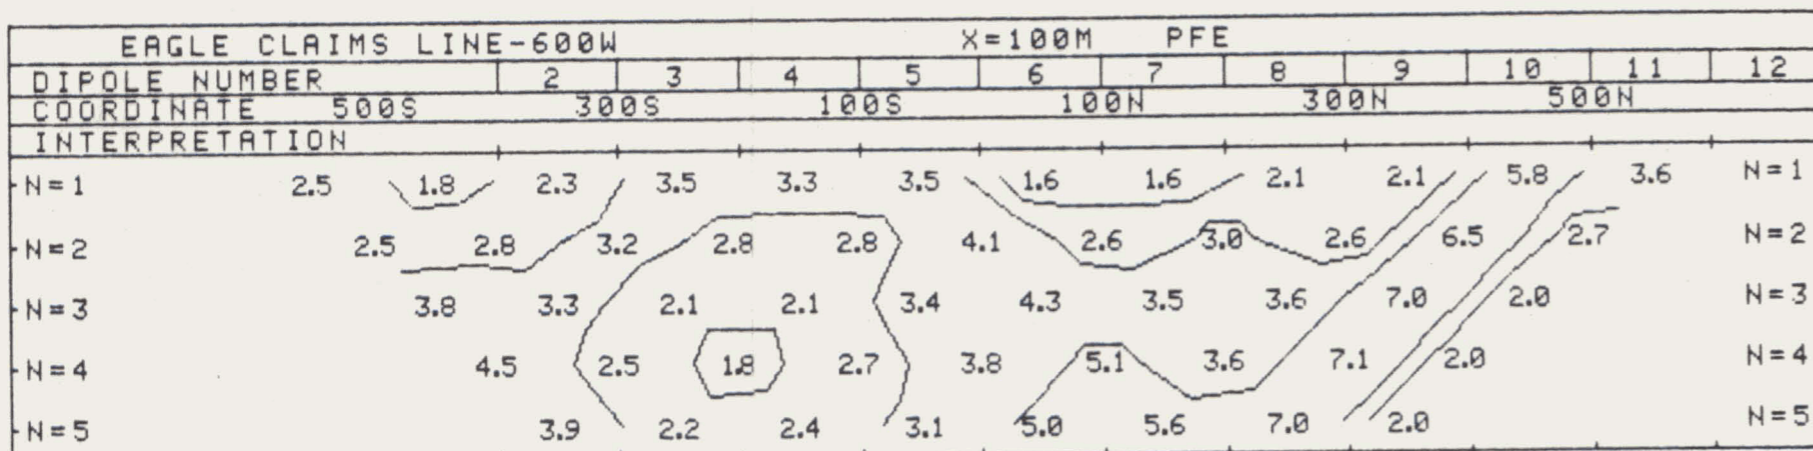 EAGLE CLAIMS LINE-600W X=100M PFE
DIPOLE NUMBER 2 3 4 5 6 7 8 9 10 11 12
COORDINATE 500S 300S 100S 100N 300N 500N
INTERPRETATION
N=1 2.5 1.8 2.3 3.5 3.3 3.5 1.6 1.6 2.1 2.1 5.8 3.6 N=1
N=2 2.5 2.8 3.2 2.8 2.8 4.1 2.6 3.0 2.6 6.5 2.7 N=2
N=3 3.8 3.3 2.1 2.1 3.4 4.3 3.5 3.6 7.0 2.0 N=3
N=4 4.5 2.5 1.8 2.7 3.8 5.1 3.6 7.1 2.0 N=4
N=5 3.9 2.2 2.4 3.1 5.0 5.6 7.0 2.0 N=5